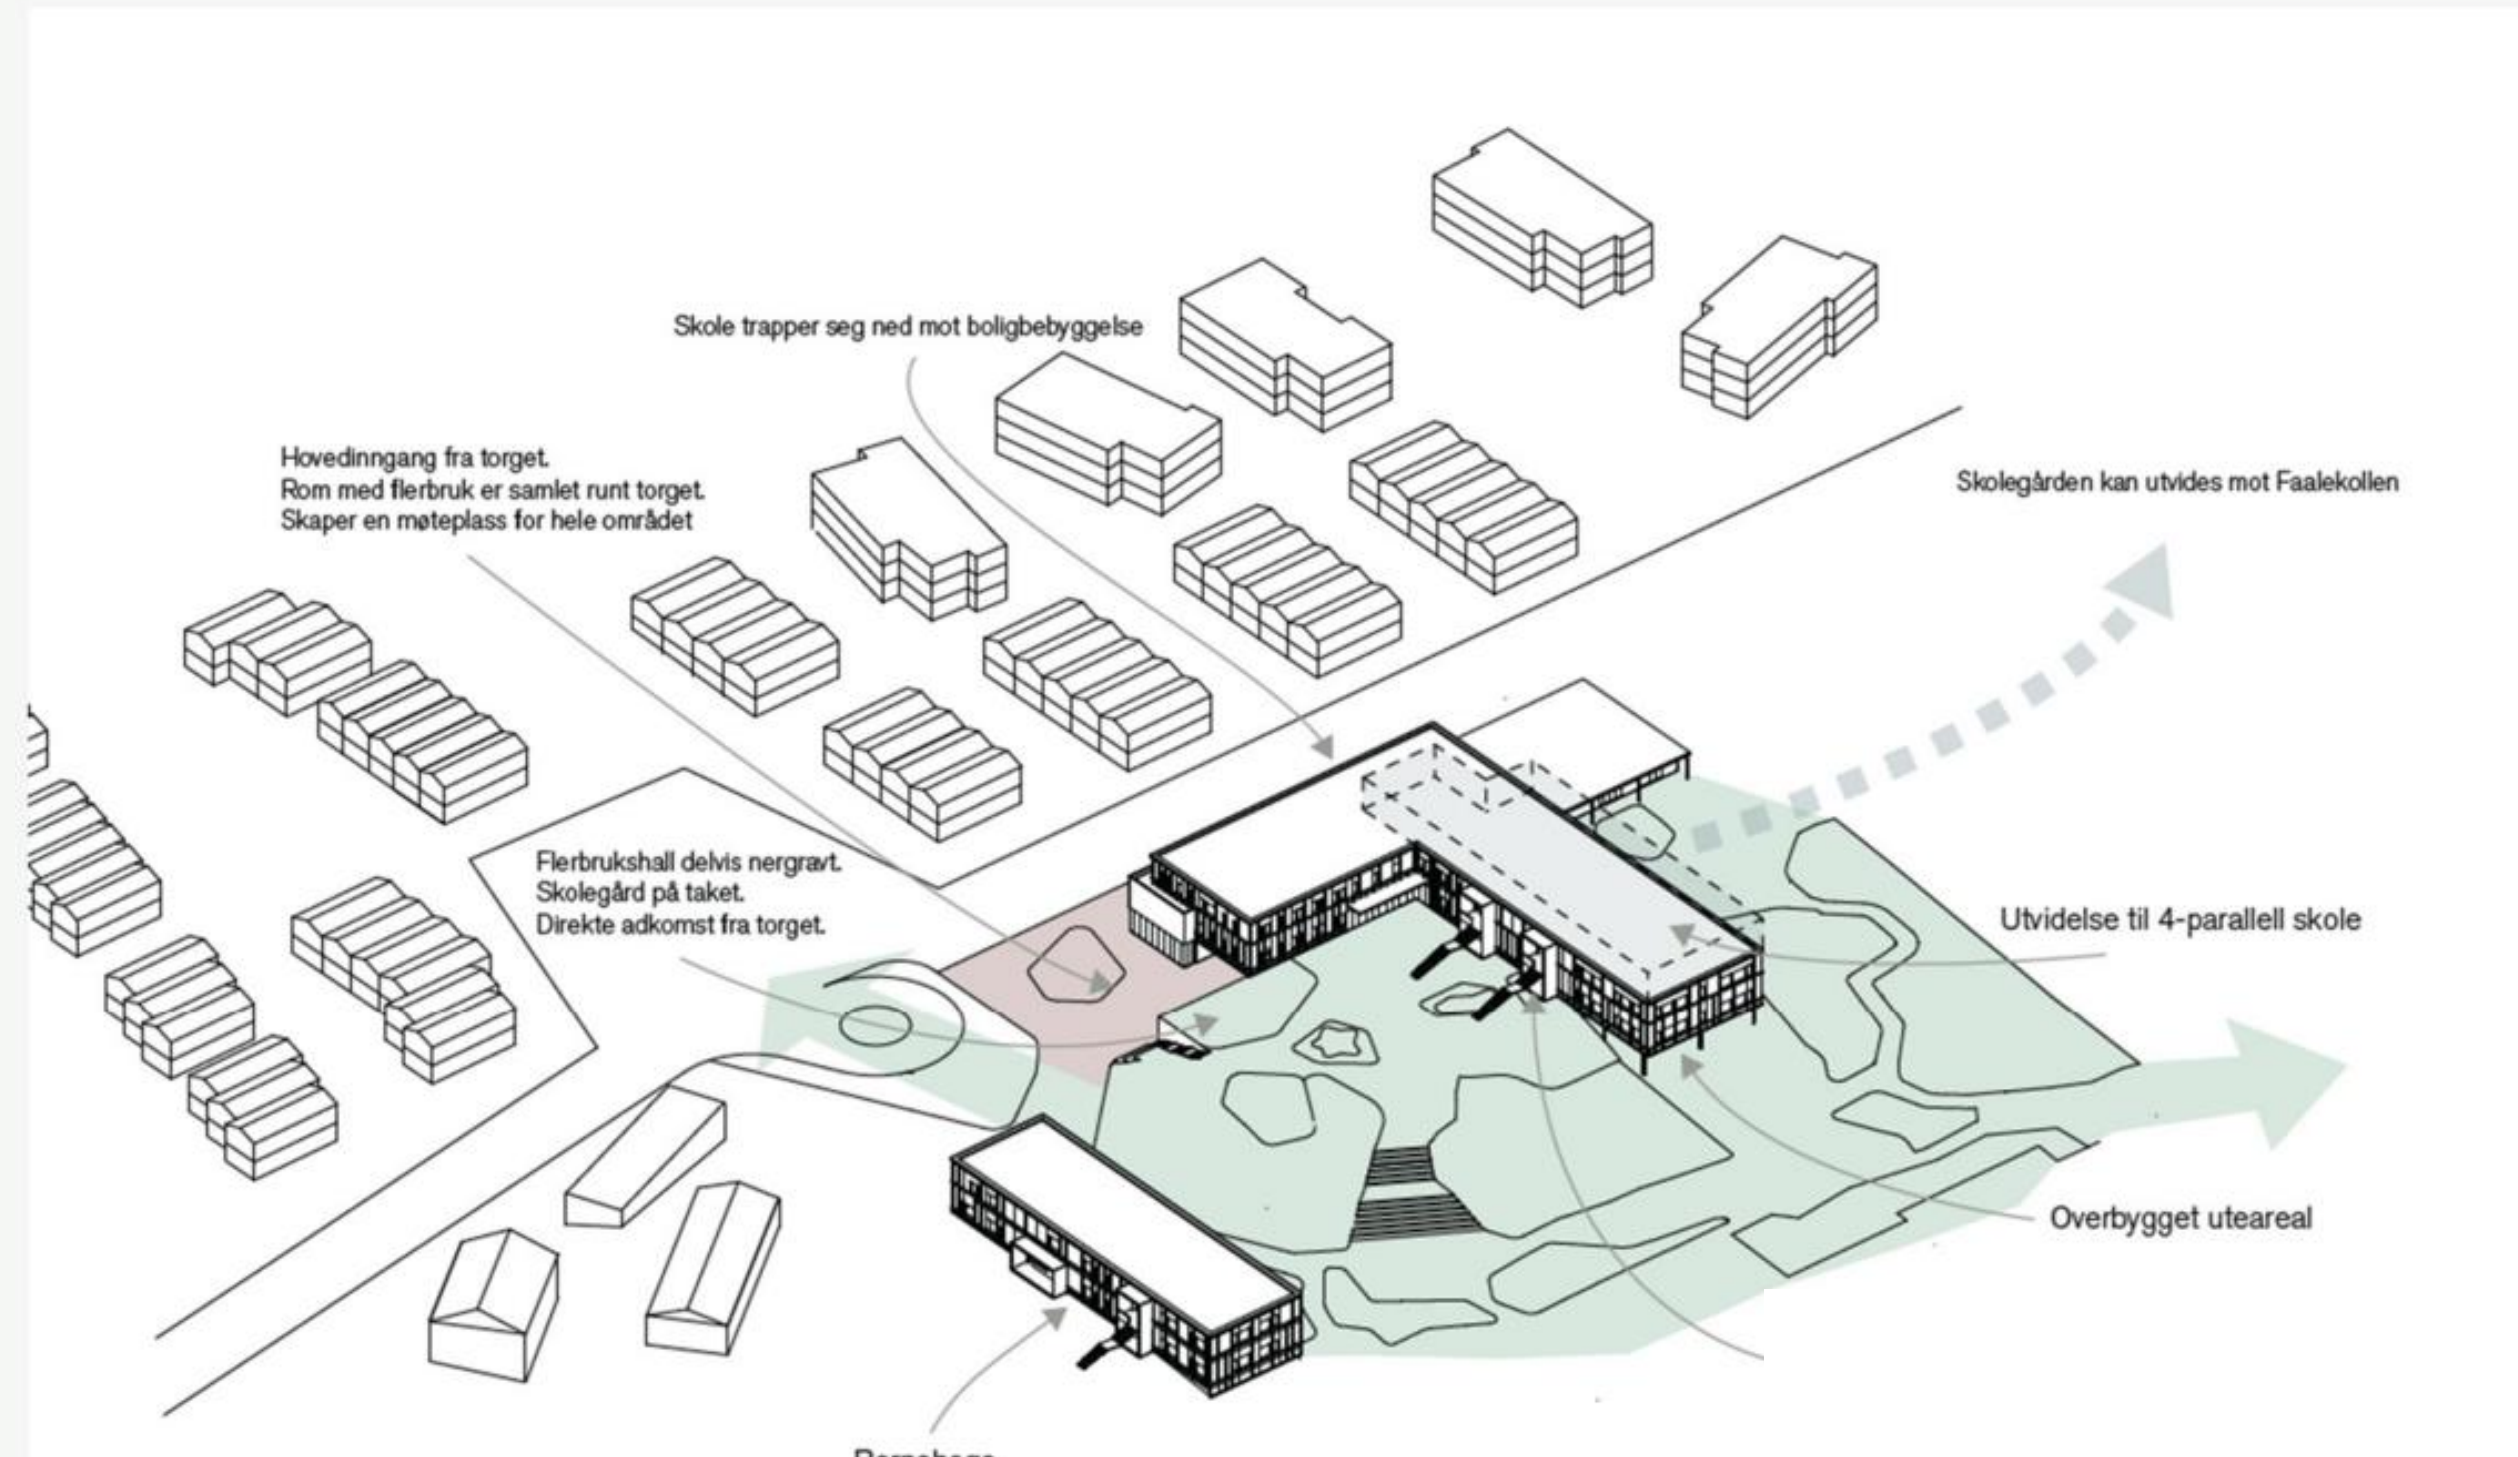 Skole trapper seg ned mot boligbebyggelse
Hovedinngang fra torget.
Rom med flerbruk er samlet runt torget.
Skaper en møteplass for hele området
Skolegården kan utvides mot Faalekollen
Flerbrukshall delvis nergravt.
Skolegård på taket.
Direkte adkomst fra torget.
Utvidelse til 4-parallell skole
Overbygget uteareal